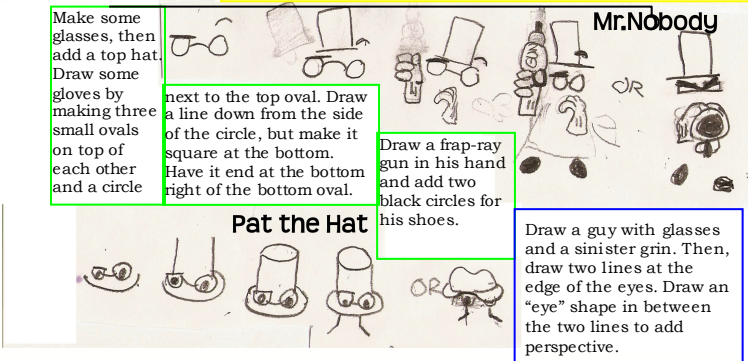 Mr.Nobody
Make some
glasses, then
add a top hat.
Draw some
gloves by
making three
small ovals
on top of
each other
and a circle
next to the top oval. Draw
a line down from the side
of the circle, but make it
square at the bottom.
Have it end at the bottom
right of the bottom oval.
Draw a frap-ray
gun in his hand
and add two
black circles for
his shoes.
OR
Pat the Hat
OR
Draw a guy with glasses
and a sinister grin. Then,
draw two lines at the
edge of the eyes. Draw an
“eye” shape in between
the two lines to add
perspective.